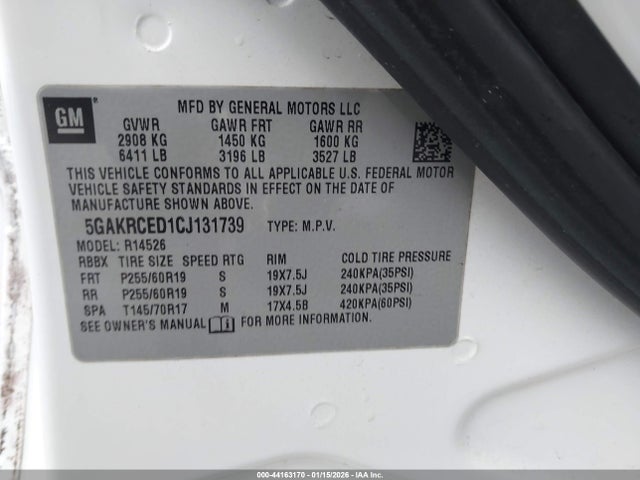 GM
MFD BY GENERAL MOTORS LLC
GVWR GAWR FRT GAWR RR
2908 KG 1450 KG 1600 KG
6411 LB 3196 LB 3527 LB
THIS VEHICLE CONFORMS TO ALL APPLICABLE U.S. FEDERAL MOTOR
VEHICLE SAFETY STANDARDS IN EFFECT ON THE DATE OF
MANUFACTURE SHOWN ABOVE.
5GAKRCED1CJ131739 TYPE: M.P.V.
MODEL: R14526
RBBX TIRE SIZE SPEED RTG RIM COLD TIRE PRESSURE
FRT P255/60R19 S 19X7.5J 240KPA(35PSI)
RR P255/60R19 S 19X7.5J 240KPA(35PSI)
SPA T145/70R17 M 17X4.5B 420KPA(60PSI)
SEE OWNER'S MANUAL FOR MORE INFORMATION.
000-44163170 - 01/15/2026 - 000-44163170